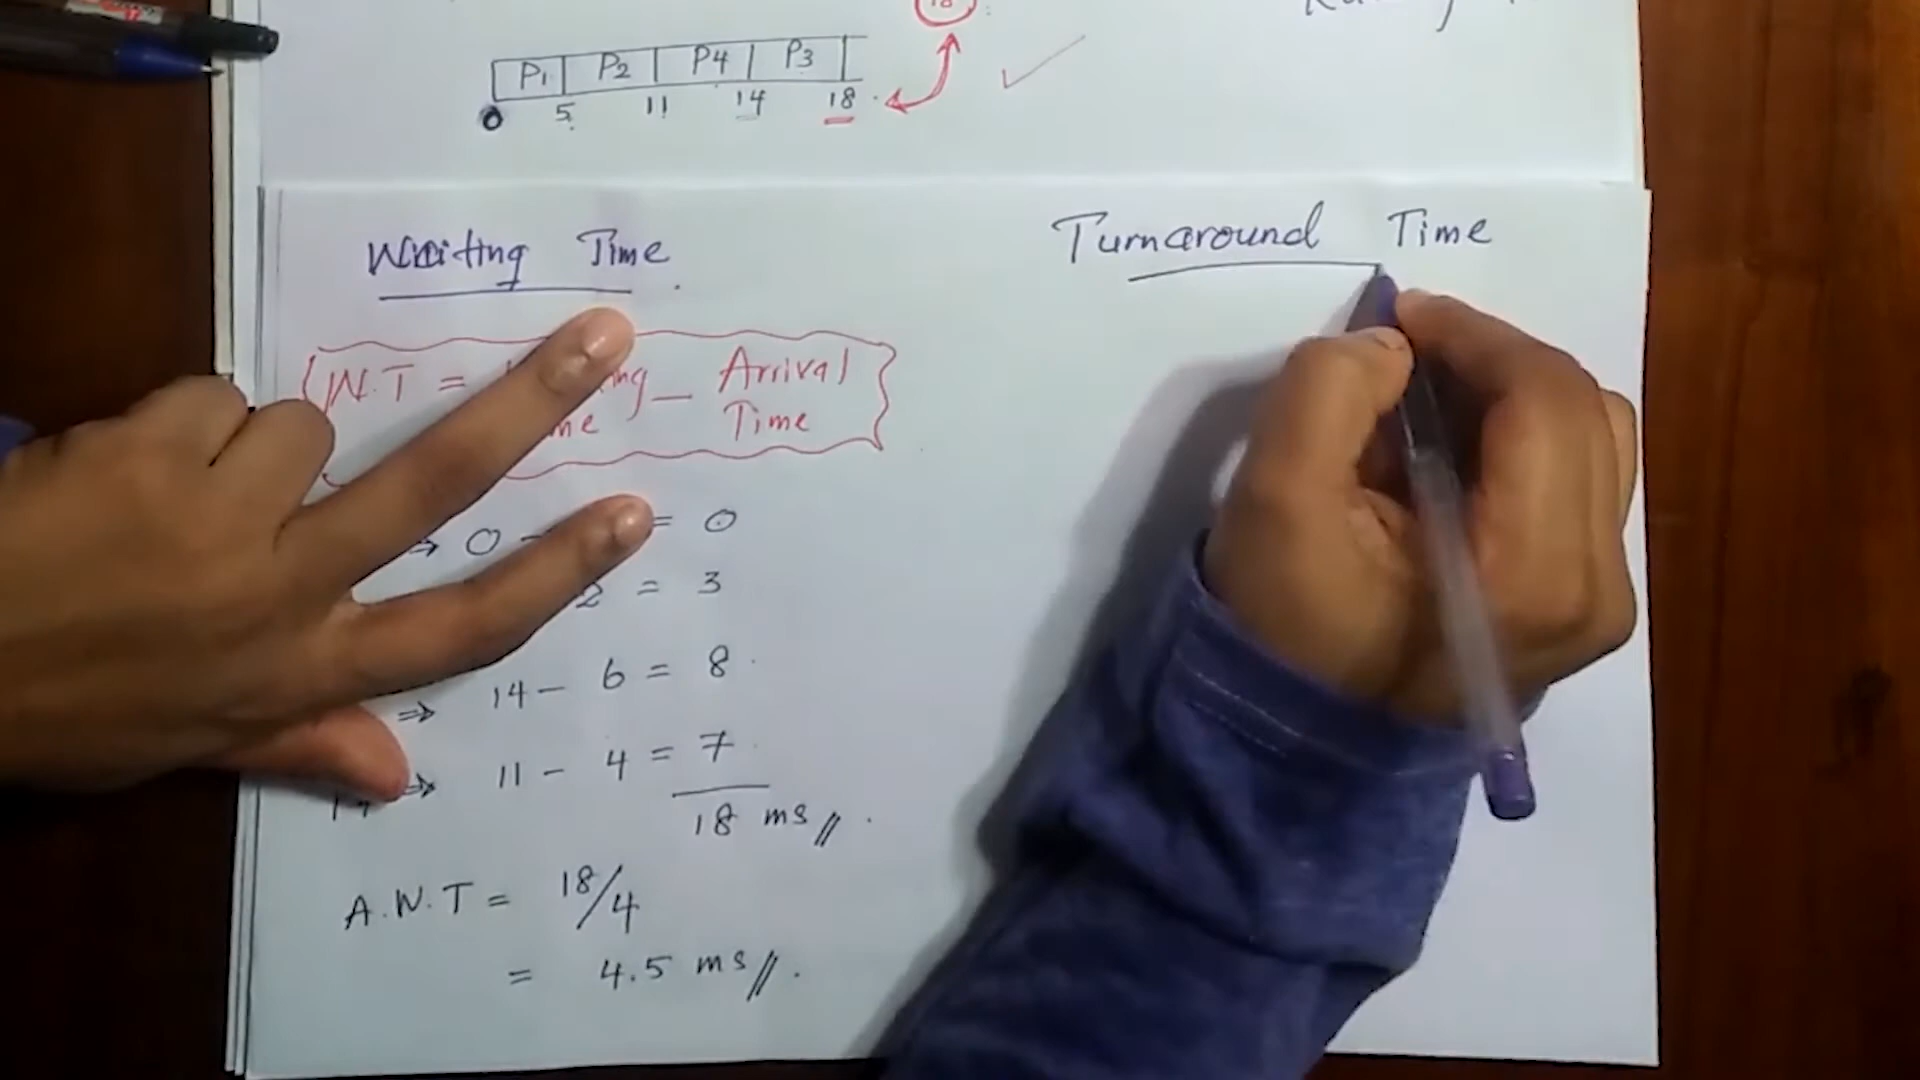 18
P1 P2 P4 P3
0 5 11 14 18
Waiting Time
Turnaround Time
W.T = – Arrival
Time
⇒ 0 – = 0
2 = 3
⇒ 14 – 6 = 8
⇒ 11 – 4 = 7
18 ms //.
A.W.T = 18/4
= 4.5 ms //.